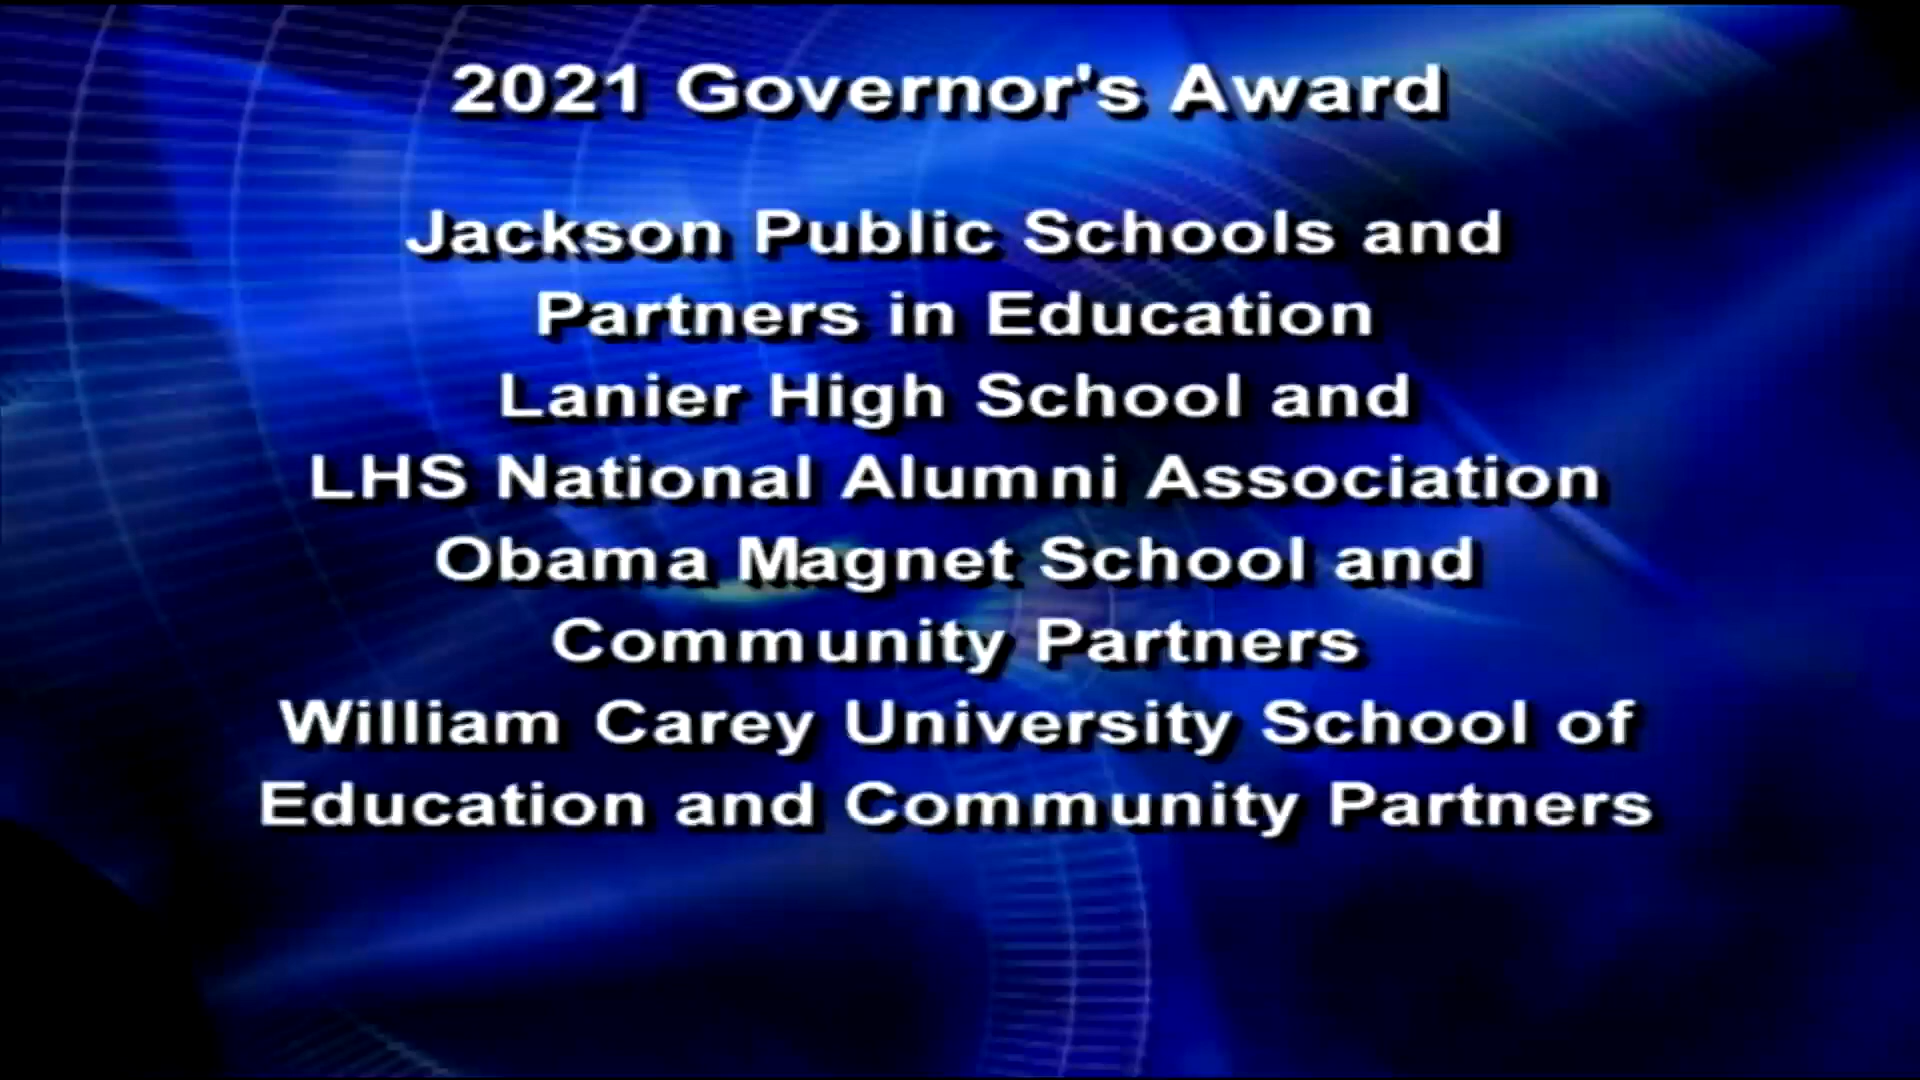 2021 Governor's Award
Jackson Public Schools and
Partners in Education
Lanier High School and
LHS National Alumni Association
Obama Magnet School and
Community Partners
William Carey University School of
Education and Community Partners